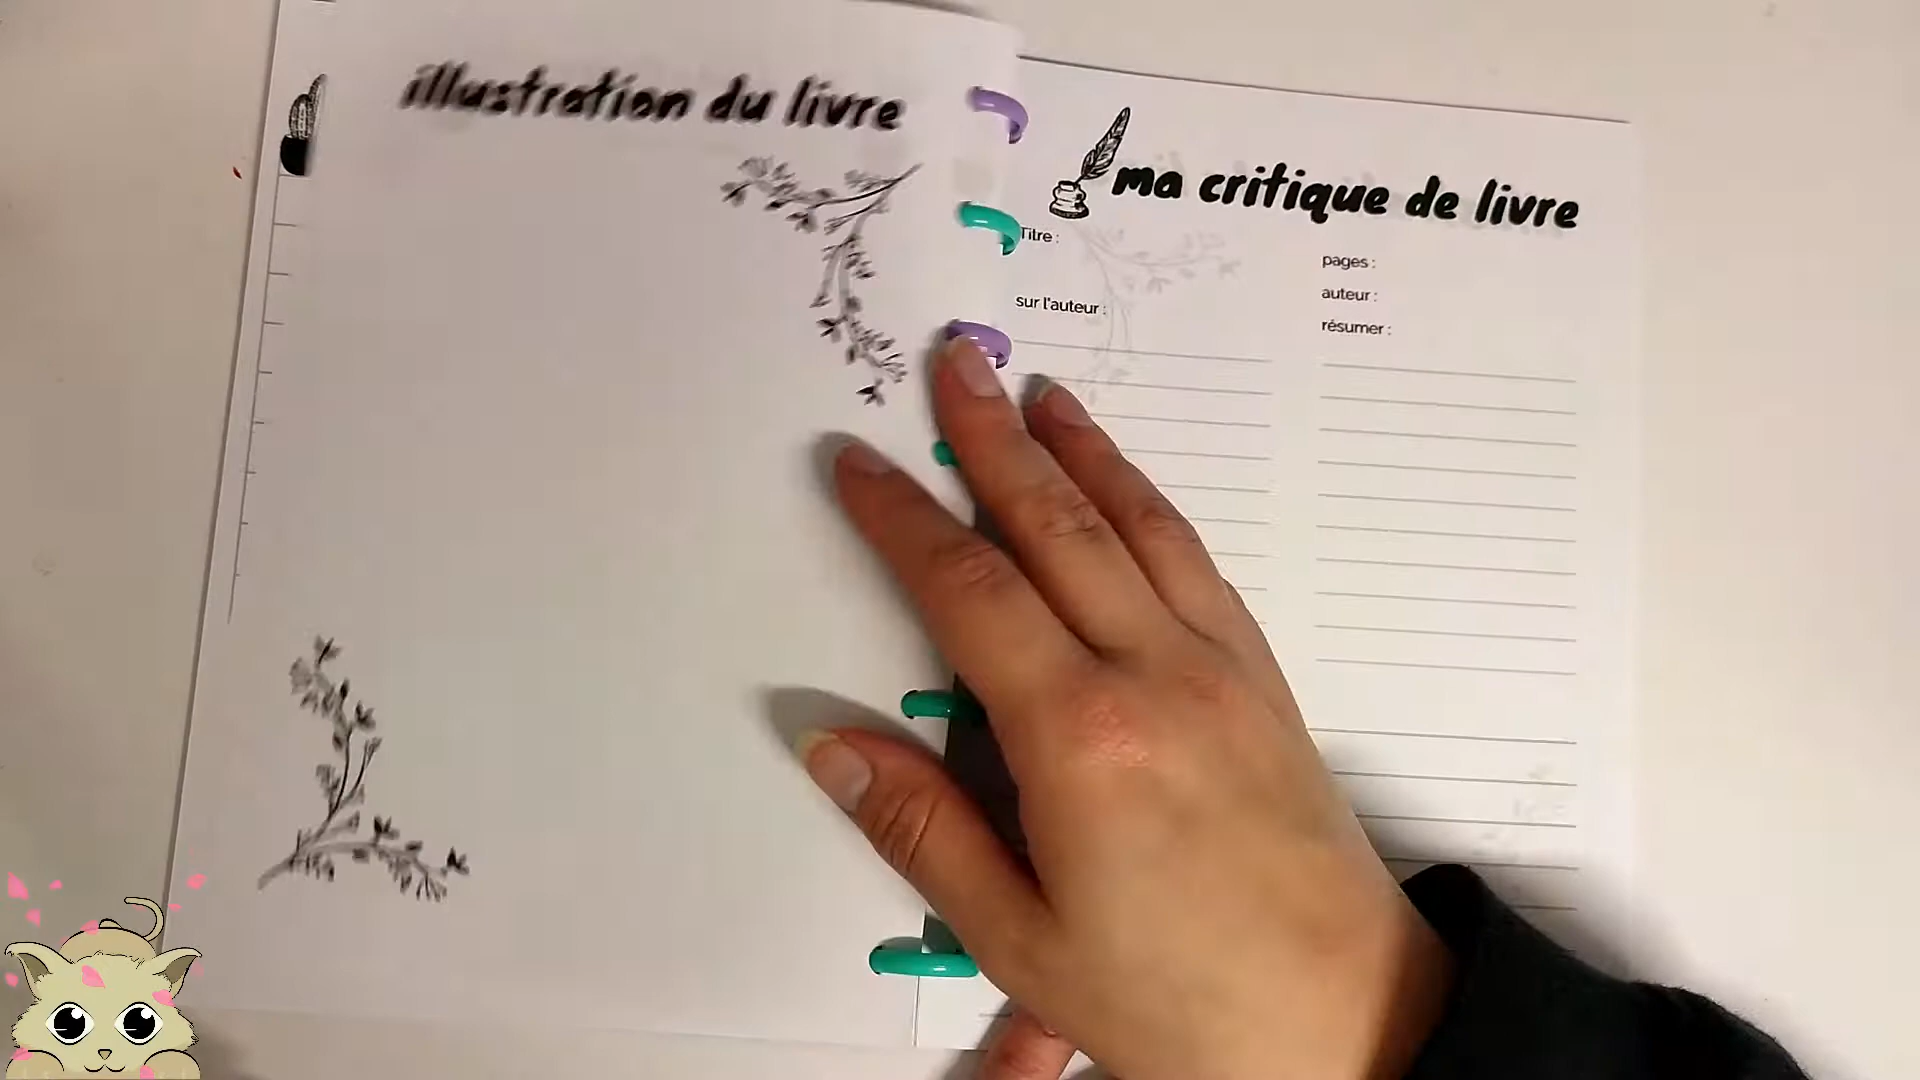 illustration du livre
ma critique de livre
Titre :
sur l'auteur :
pages :
auteur :
résumer :